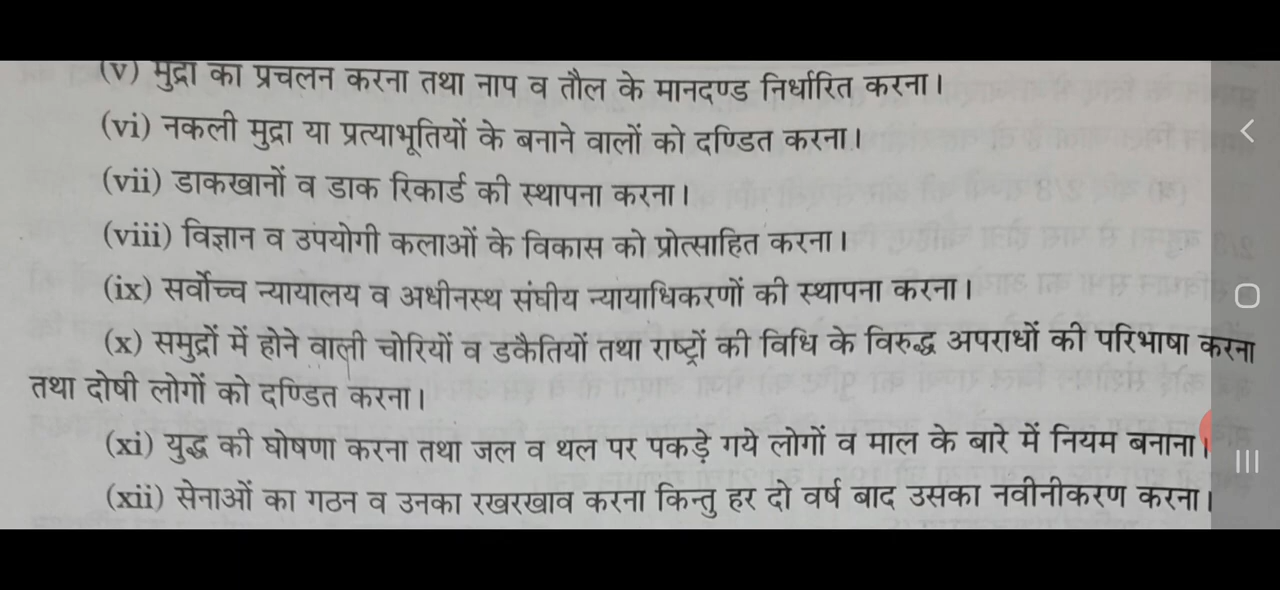 (v) मुद्रा का प्रचलन करना तथा नाप व तौल के मानदण्ड निर्धारित करना।
(vi) नकली मुद्रा या प्रत्याभूतियों के बनाने वालों को दण्डित करना।
(vii) डाकखानों व डाक रिकार्ड की स्थापना करना।
(viii) विज्ञान व उपयोगी कलाओं के विकास को प्रोत्साहित करना।
(ix) सर्वोच्च न्यायालय व अधीनस्थ संघीय न्यायाधिकरणों की स्थापना करना।
(x) समुद्रों में होने वाली चोरियों व डकैतियों तथा राष्ट्रों की विधि के विरुद्ध अपराधों की परिभाषा करना
तथा दोषी लोगों को दण्डित करना।
(xi) युद्ध की घोषणा करना तथा जल व थल पर पकड़े गये लोगों व माल के बारे में नियम बनाना।
(xii) सेनाओं का गठन व उनका रखरखाव करना किन्तु हर दो वर्ष बाद उसका नवीनीकरण करना।